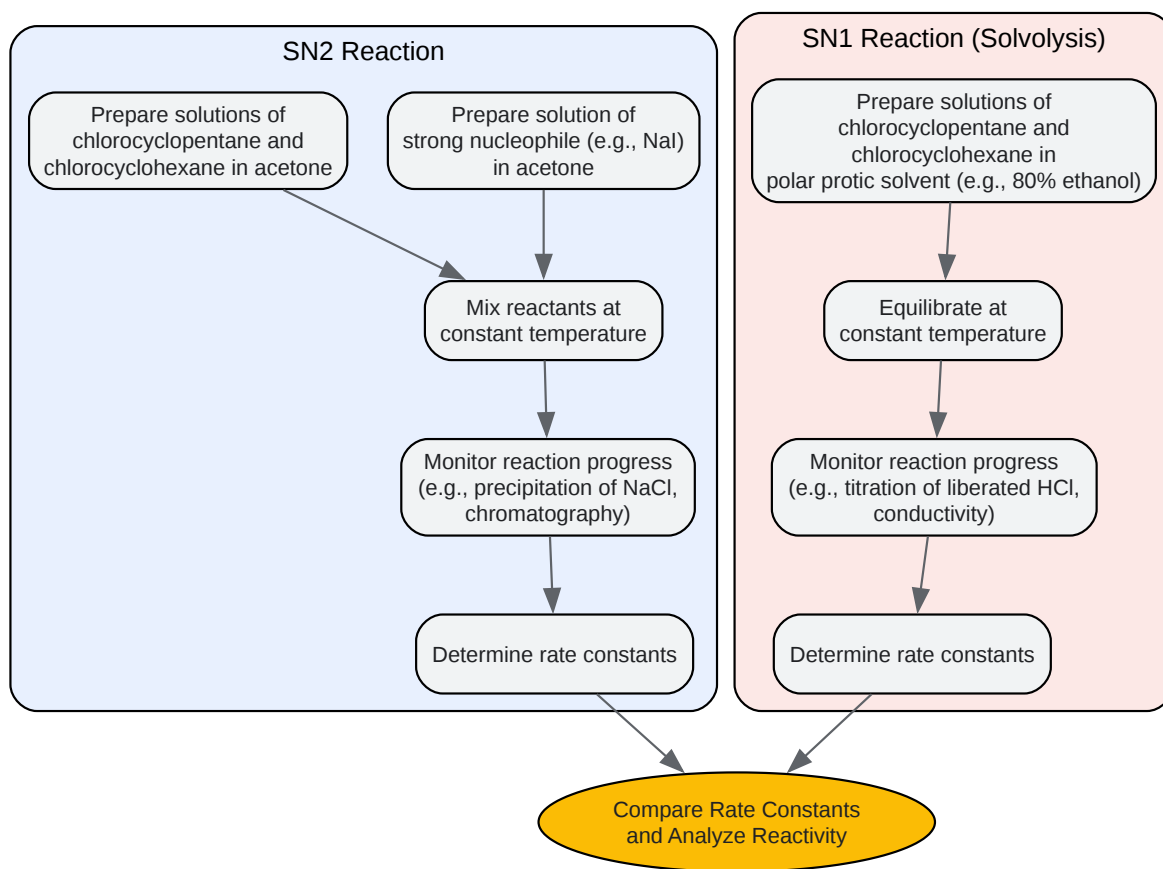 SN2 Reaction
Prepare solutions of
chlorocyclopentane and
chlorocyclohexane in acetone
Prepare solution of
strong nucleophile (e.g., NaI)
in acetone
Mix reactants at
constant temperature
Monitor reaction progress
(e.g., precipitation of NaCl,
chromatography)
Determine rate constants
SN1 Reaction (Solvolysis)
Prepare solutions of
chlorocyclopentane and
chlorocyclohexane in
polar protic solvent (e.g., 80% ethanol)
Equilibrate at
constant temperature
Monitor reaction progress
(e.g., titration of liberated HCl,
conductivity)
Determine rate constants
Compare Rate Constants
and Analyze Reactivity